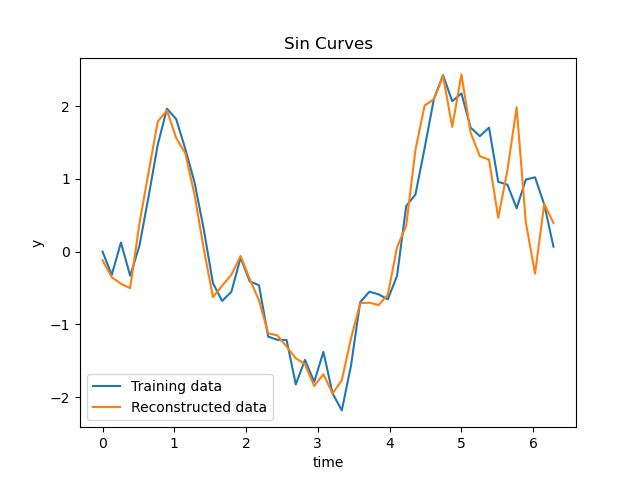 Sin Curves
y
2
1
0
−1
−2
Training data
Reconstructed data
0 1 2 3 4 5 6
time